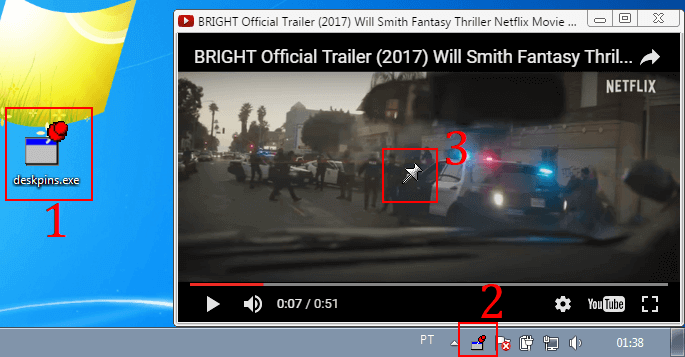 BRIGHT Official Trailer (2017) Will Smith Fantasy Thriller Netflix Movie ...
BRIGHT Official Trailer (2017) Will Smith Fantasy Thril...
NETFLIX
3
deskpins.exe
1
0:07 / 0:51
YouTube
2
PT
01:38